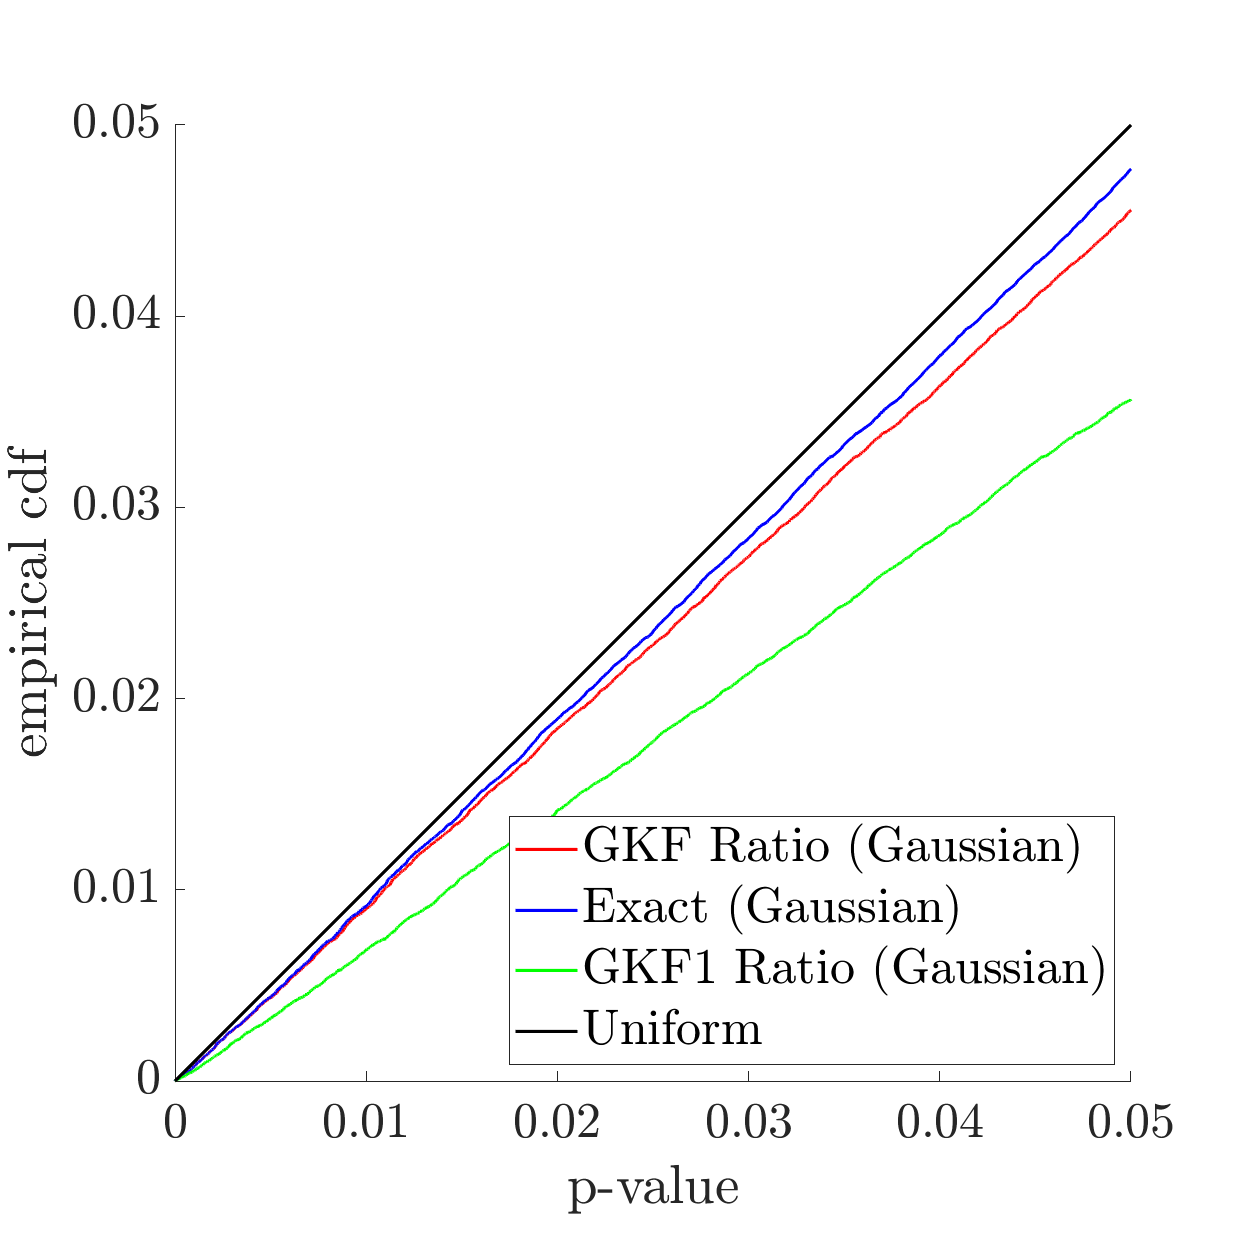 0.05
0.04
0.03
0.02
0.01
0
empirical cdf
GKF Ratio (Gaussian)
Exact (Gaussian)
GKF1 Ratio (Gaussian)
Uniform
0 0.01 0.02 0.03 0.04 0.05
p-value